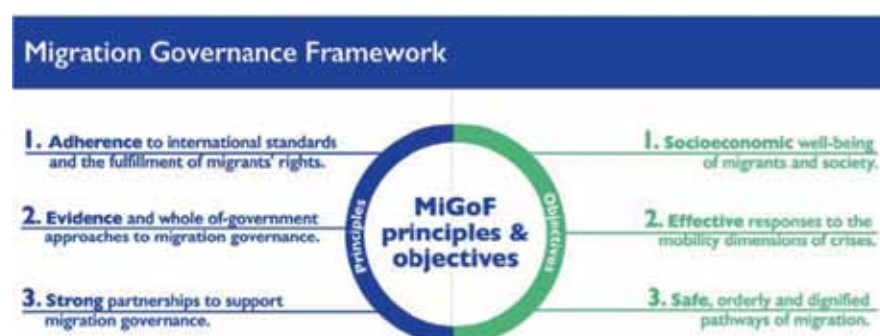 Migration Governance Framework
1. Adherence to international standards
and the fulfillment of migrants' rights.
2. Evidence and whole of-government
approaches to migration governance.
3. Strong partnerships to support
migration governance.
Principles
MiGoF
principles &
objectives
Objectives
1. Socioeconomic well-being
of migrants and society.
2. Effective responses to the
mobility dimensions of crises.
3. Safe, orderly and dignified
pathways of migration.